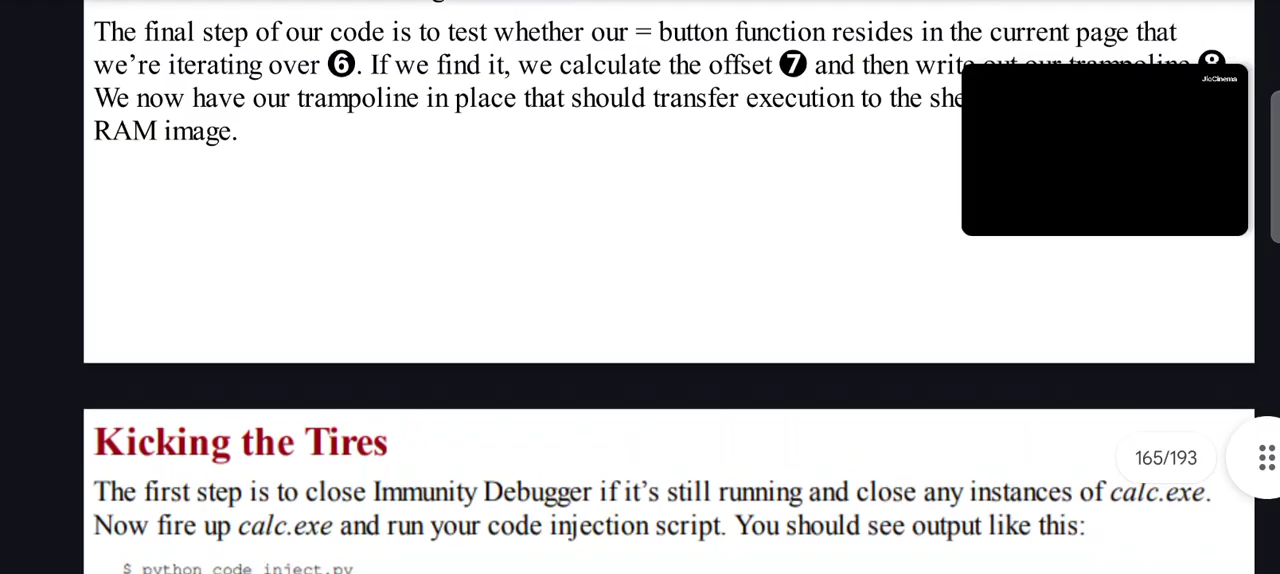 The final step of our code is to test whether our = button function resides in the current page that
we're iterating over ❻. If we find it, we calculate the offset ❼ and then write
JioCinema
We now have our trampoline in place that should transfer execution to the
RAM image.
Kicking the Tires
165/193
The first step is to close Immunity Debugger if it's still running and close any instances of calc.exe.
Now fire up calc.exe and run your code injection script. You should see output like this:
$ python code_inject.py